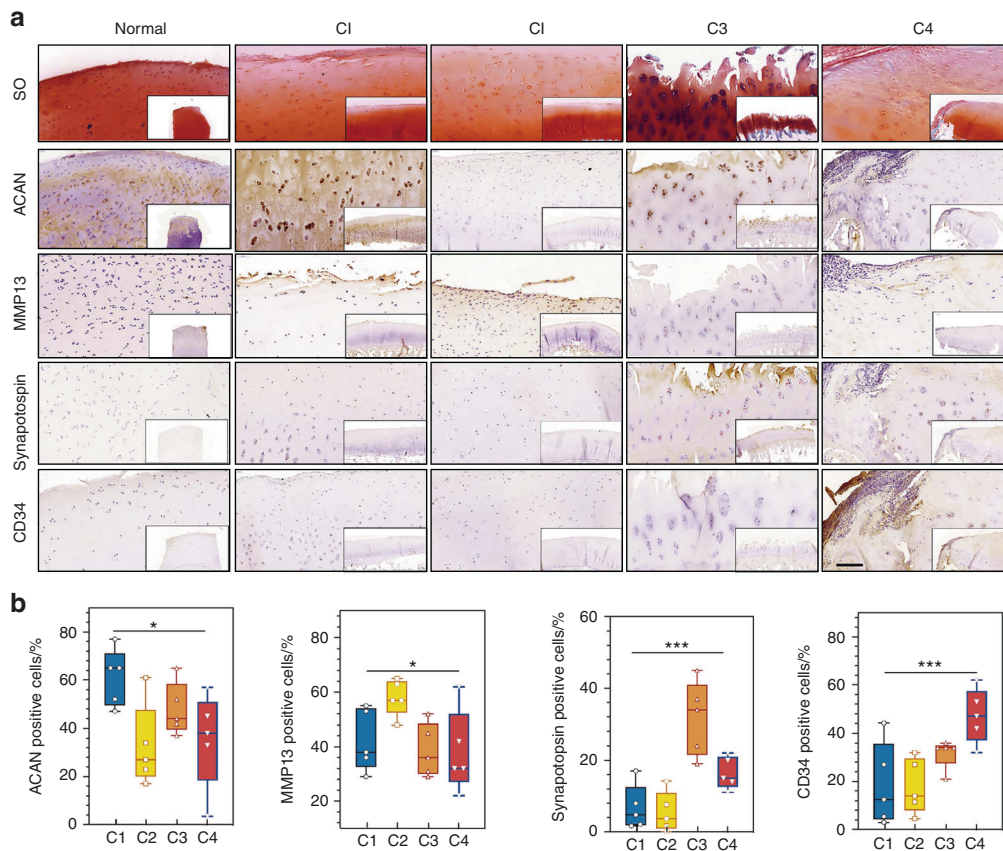 a
Normal CI CI C3 C4
SO
ACAN
MMP13
Synapotospin
CD34
b
ACAN positive cells/%
80
60
40
20
0
*
C1 C2 C3 C4
MMP13 positive cells/%
80
60
40
20
*
C1 C2 C3 C4
Synapotopsin positive cells/%
60
40
20
0
***
C1 C2 C3 C4
CD34 positive cells/%
80
60
40
20
0
***
C1 C2 C3 C4